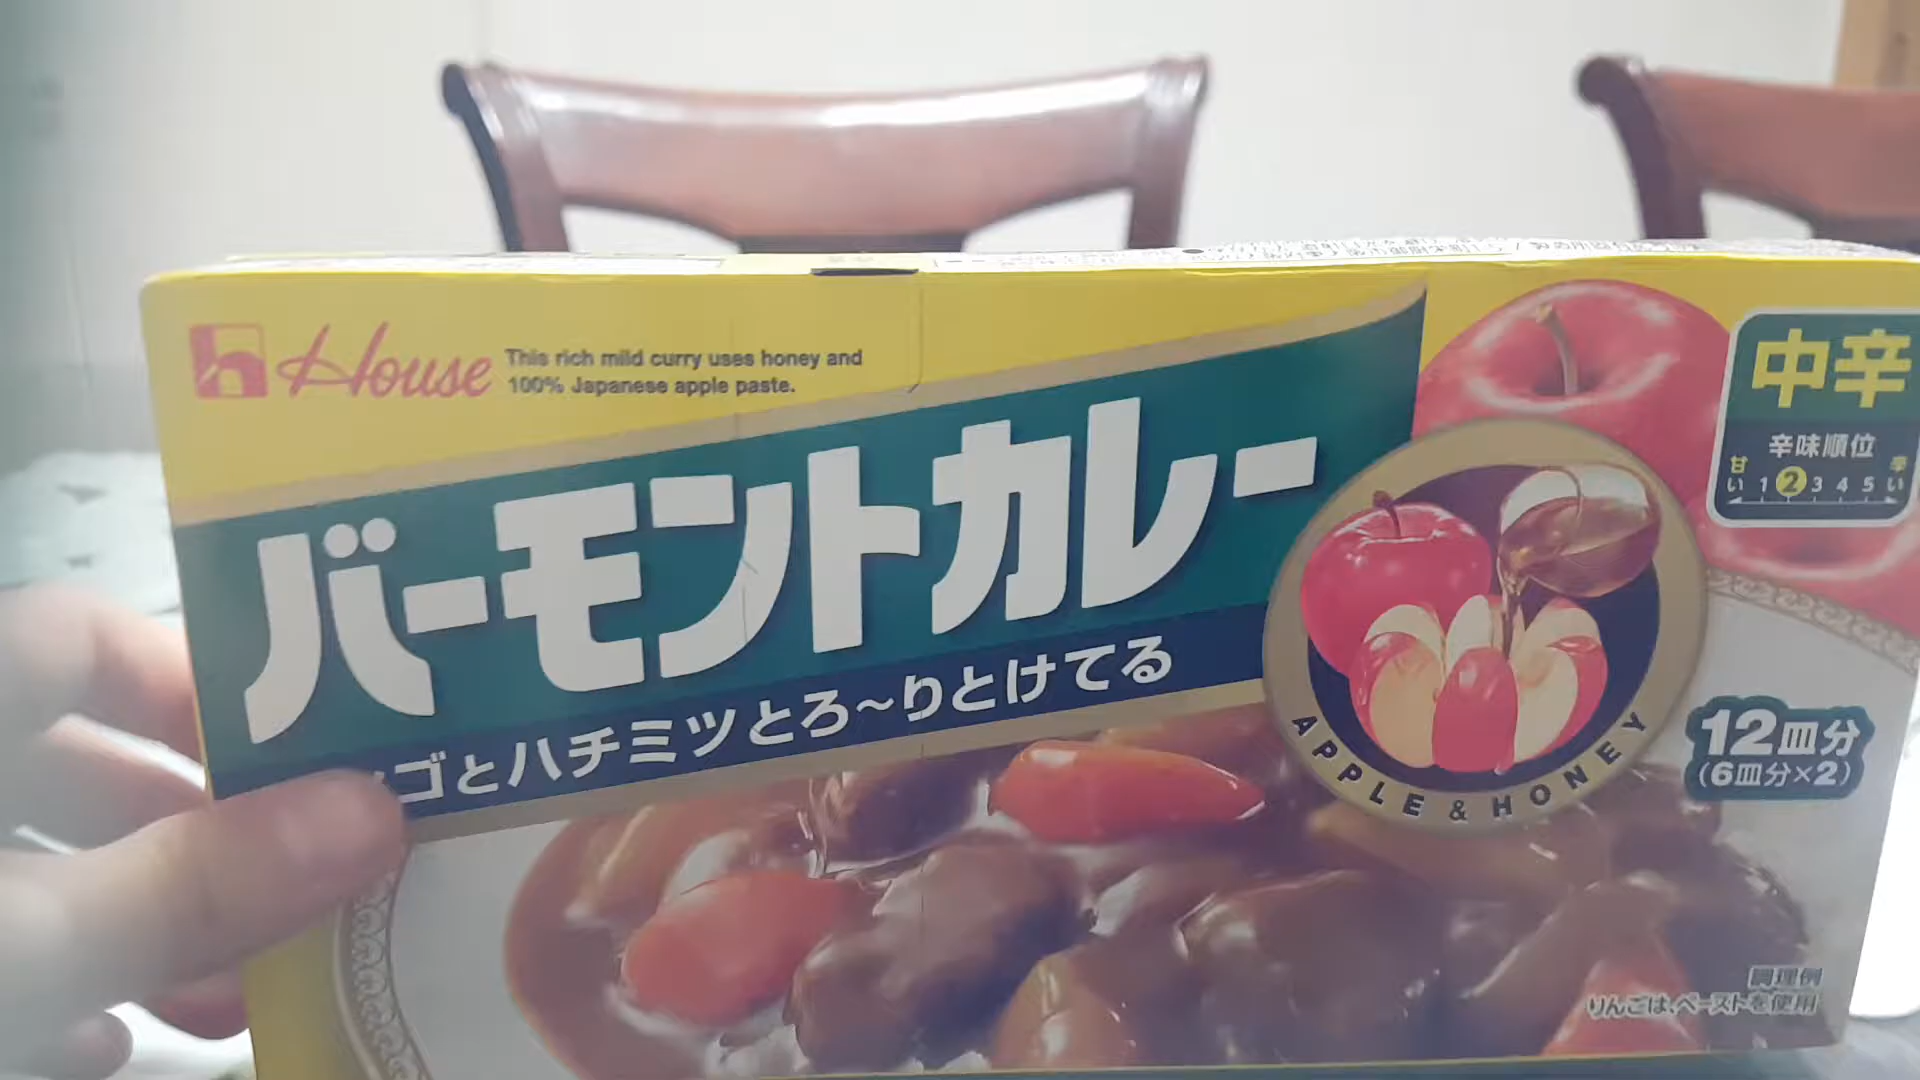 House
This rich mild curry uses honey and
100% Japanese apple paste.
バーモントカレー
ゴとハチミツとろ～りとけてる
APPLE & HONEY
中辛
辛味順位
甘い 1 2 3 4 5 辛い
12皿分
(6皿分×2)
調理例
りんごは、ペーストを使用